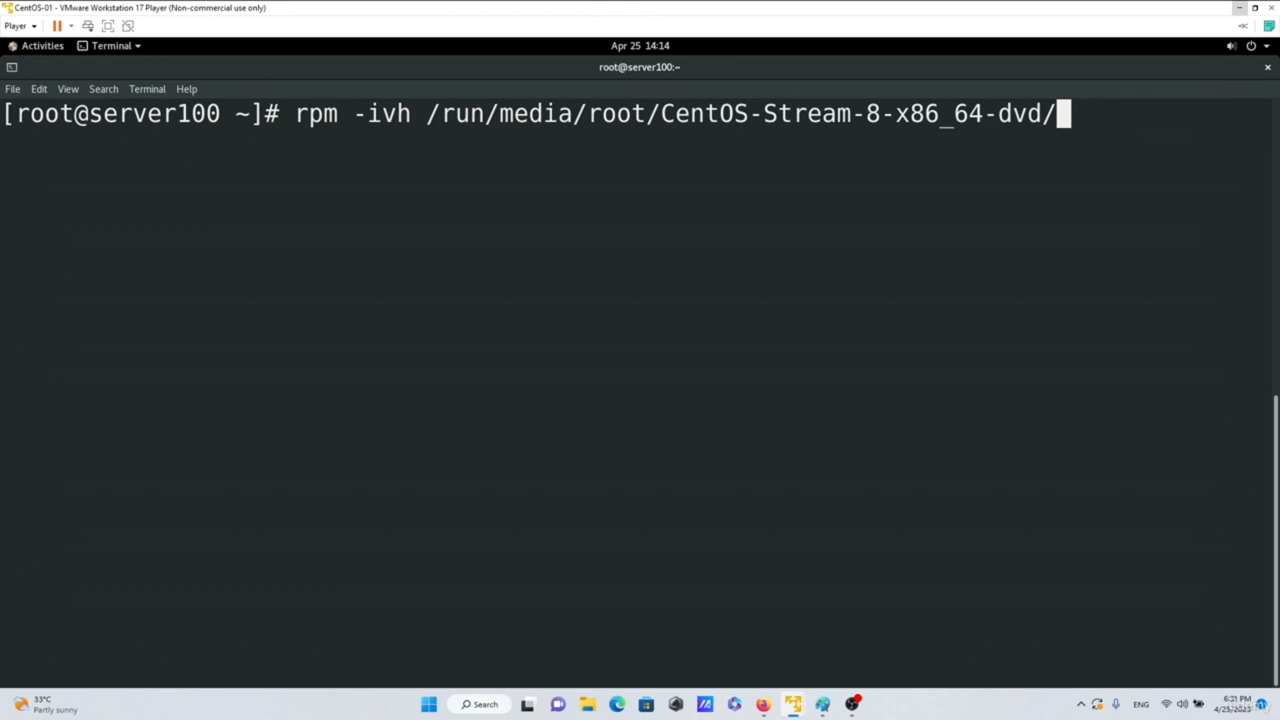 CentOS-01 - VMware Workstation 17 Player (Non-commercial use only)
Player
Activities Terminal Apr 25 14:14
root@server100:~
File Edit View Search Terminal Help
[root@server100 ~]# rpm -ivh /run/media/root/CentOS-Stream-8-x86_64-dvd/
33°C
Partly sunny
Search
ENG
6:21 PM
4/25/2023